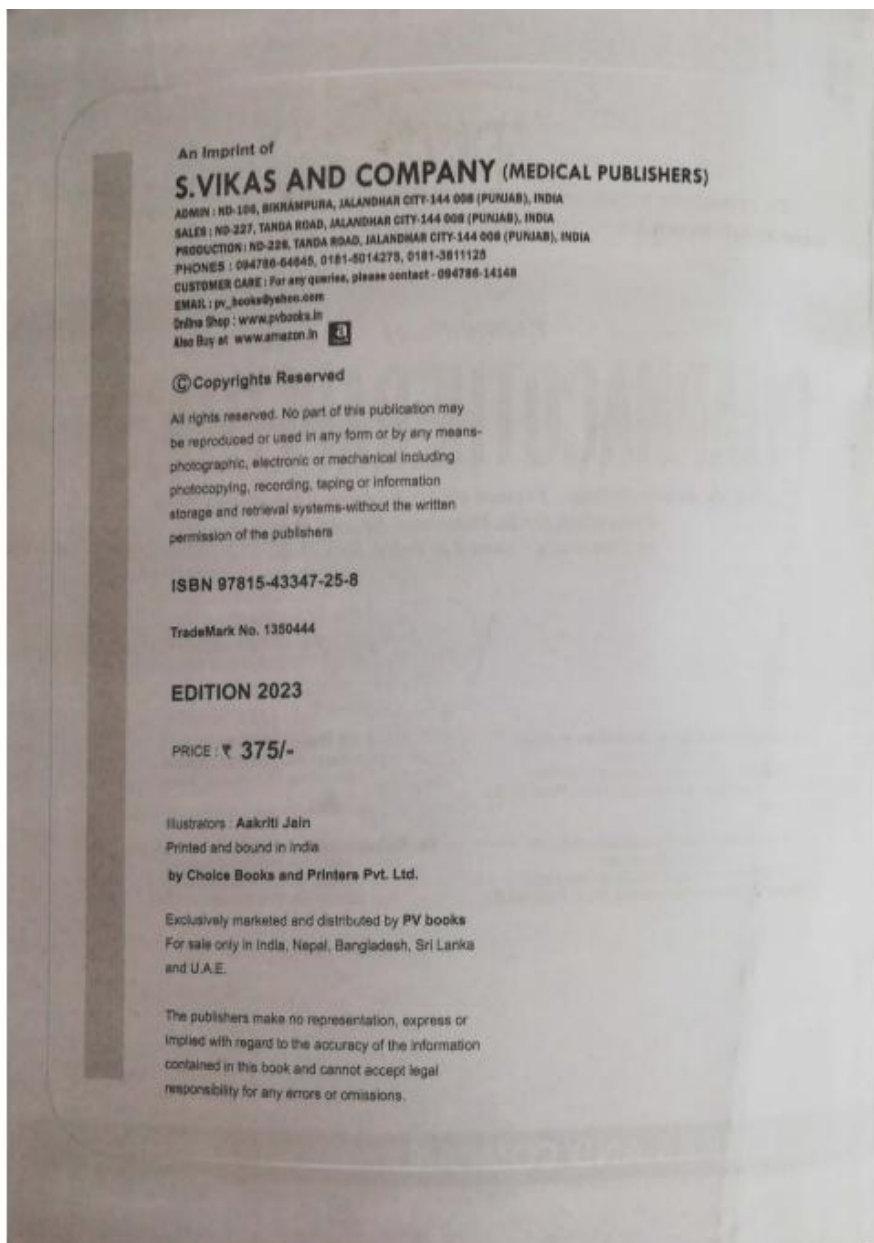 An Imprint of
S.VIKAS AND COMPANY (MEDICAL PUBLISHERS)
ADMIN : ND-108, BIKRAMPURA, JALANDHAR CITY-144 008 (PUNJAB), INDIA
SALES : ND-227, TANDA ROAD, JALANDHAR CITY-144 008 (PUNJAB), INDIA
PRODUCTION : ND-226, TANDA ROAD, JALANDHAR CITY-144 008 (PUNJAB), INDIA
PHONES : 094786-64645, 0181-5014275, 0181-3611125
CUSTOMER CARE : For any queries, please contact - 094786-14148
EMAIL : pv_books@yahoo.com
Online Shop : www.pvbooks.in
Also Buy at www.amazon.in a
©Copyrights Reserved
All rights reserved. No part of this publication may
be reproduced or used in any form or by any means-
photographic, electronic or mechanical including
photocopying, recording, taping or information
storage and retrieval systems-without the written
permission of the publishers
ISBN 97815-43347-25-8
TradeMark No. 1350444
EDITION 2023
PRICE : ₹ 375/-
Illustrators : Aakriti Jain
Printed and bound in India
by Choice Books and Printers Pvt. Ltd.
Exclusively marketed and distributed by PV books
For sale only in India, Nepal, Bangladesh, Sri Lanka
and U.A.E.
The publishers make no representation, express or
implied with regard to the accuracy of the information
contained in this book and cannot accept legal
responsibility for any errors or omissions.